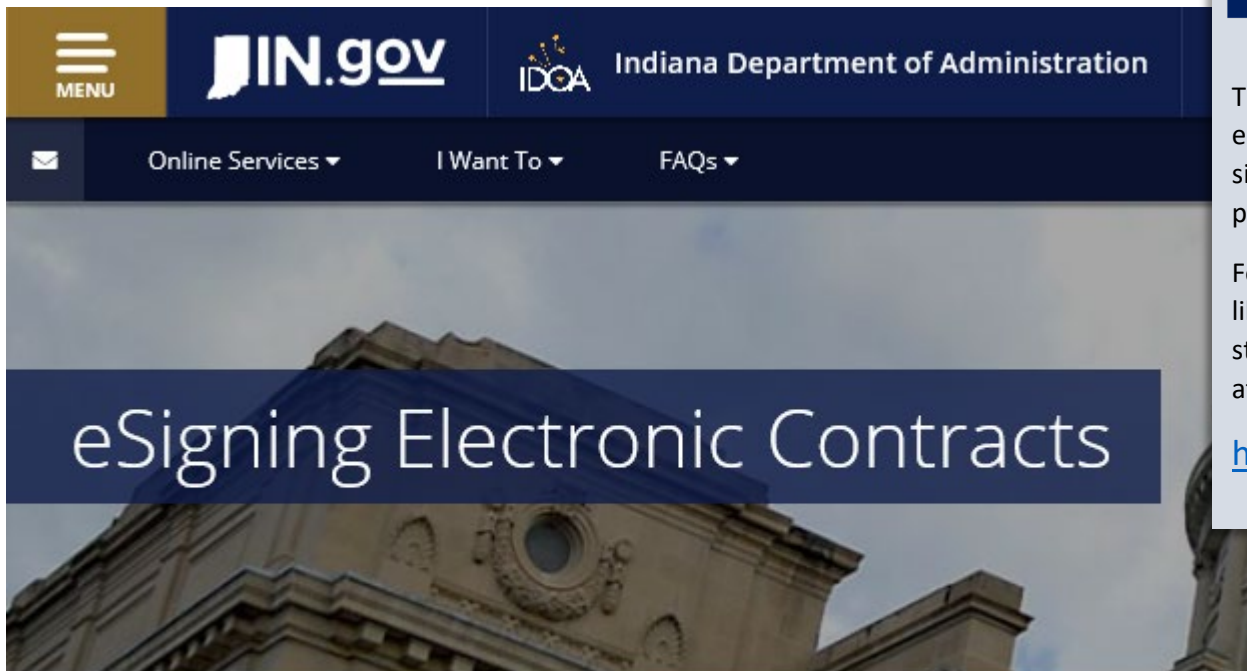 MENU
IN.gov
IDOA
Indiana Department of Administration
Online Services
I Want To
FAQs
eSigning Electronic Contracts